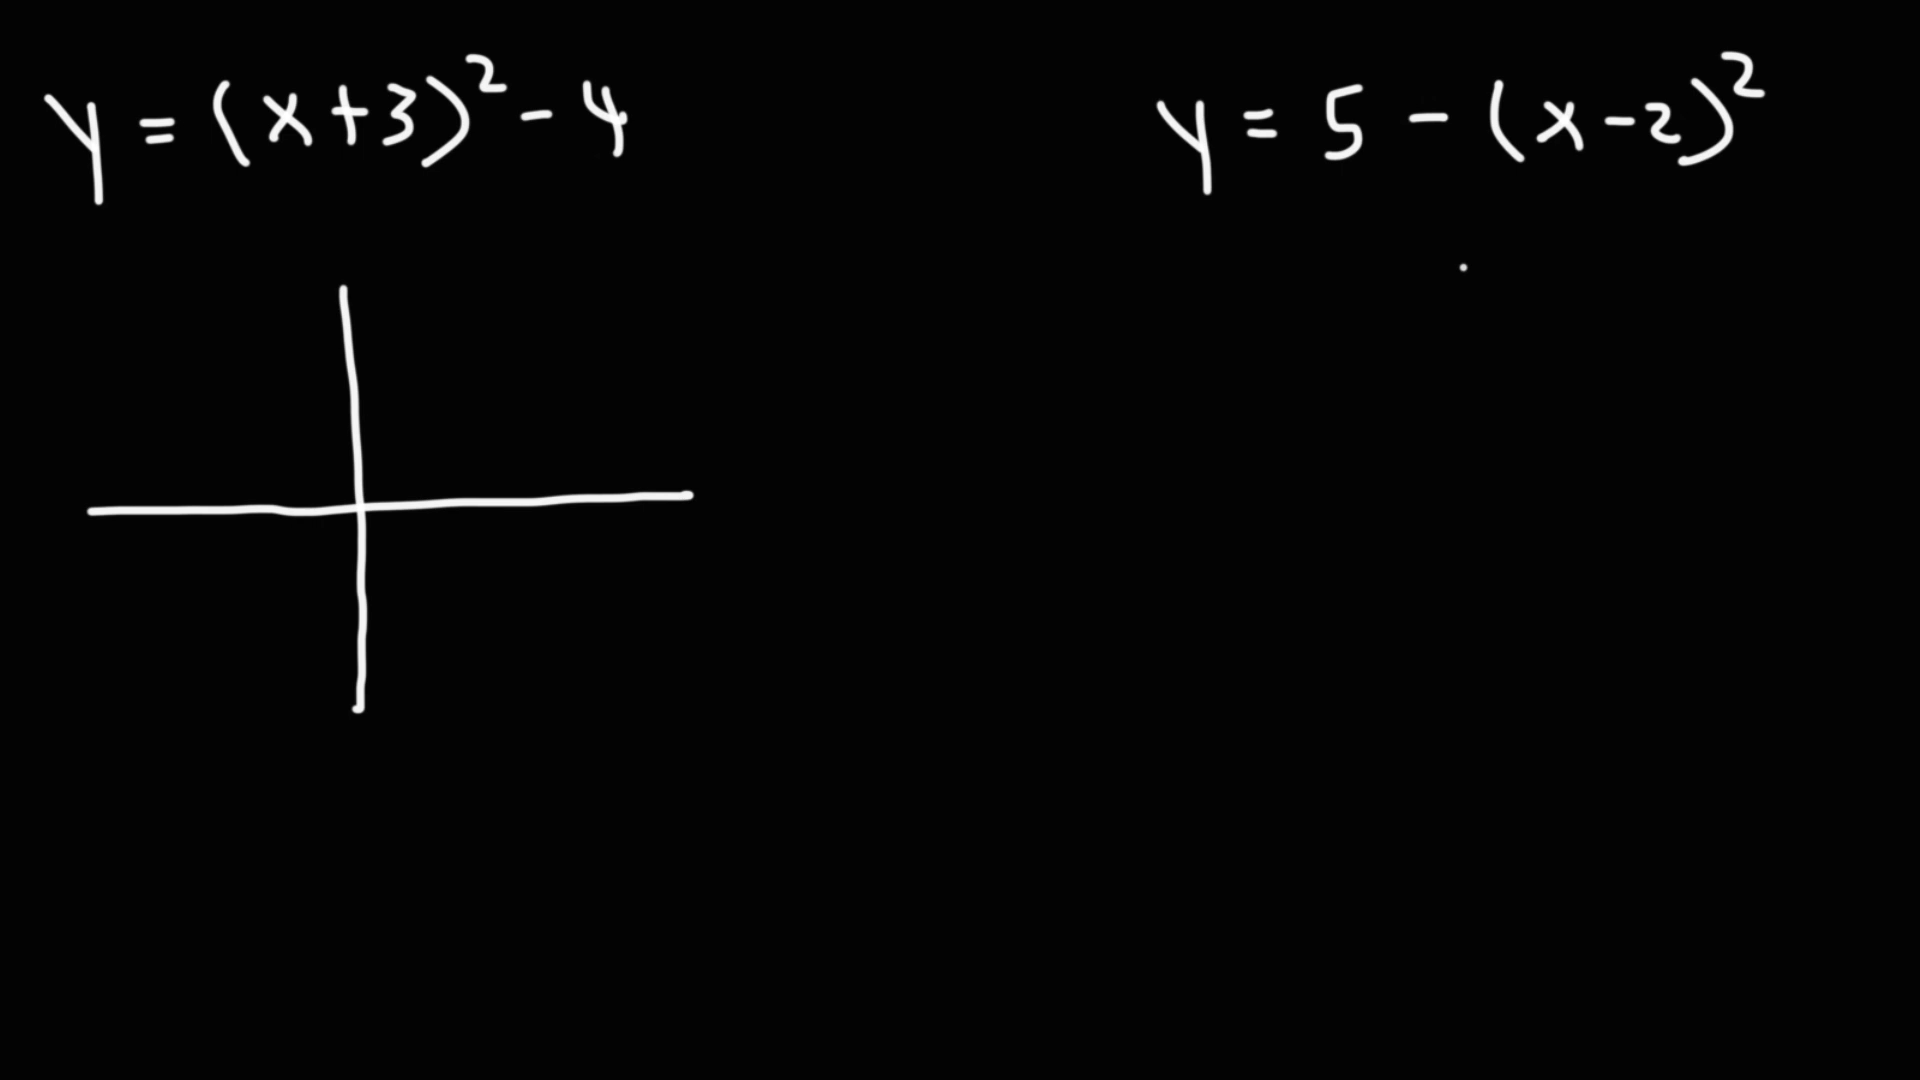 y = (x+3)² - 4
y = 5 - (x-2)²